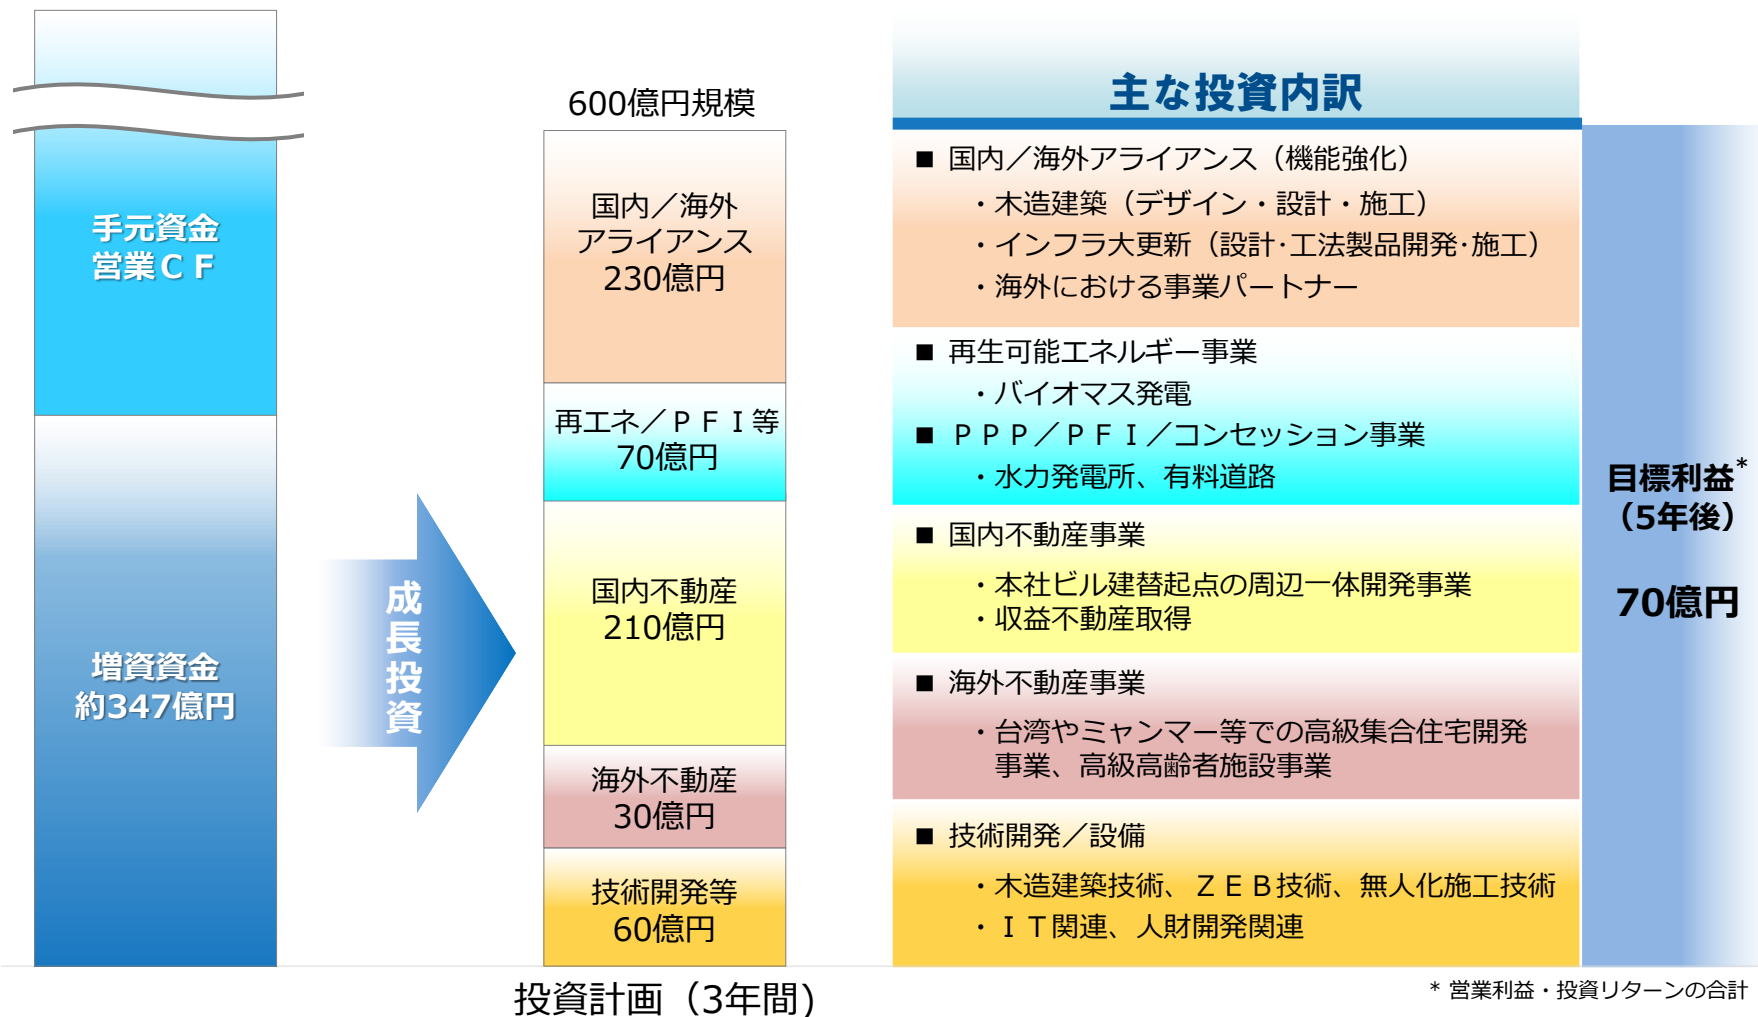 手元資金
営業ＣＦ
増資資金
約347億円
成長投資
600億円規模
国内／海外
アライアンス
230億円
再エネ／ＰＦＩ等
70億円
国内不動産
210億円
海外不動産
30億円
技術開発等
60億円
投資計画（3年間)
主な投資内訳
■ 国内／海外アライアンス（機能強化）
・木造建築（デザイン・設計・施工）
・インフラ大更新（設計･工法製品開発･施工）
・海外における事業パートナー
■ 再生可能エネルギー事業
・バイオマス発電
■ ＰＰＰ／ＰＦＩ／コンセッション事業
・水力発電所、有料道路
■ 国内不動産事業
・本社ビル建替起点の周辺一体開発事業
・収益不動産取得
■ 海外不動産事業
・台湾やミャンマー等での高級集合住宅開発
事業、高級高齢者施設事業
■ 技術開発／設備
・木造建築技術、ＺＥＢ技術、無人化施工技術
・ＩＴ関連、人財開発関連
目標利益*
（5年後）
70億円
* 営業利益・投資リターンの合計